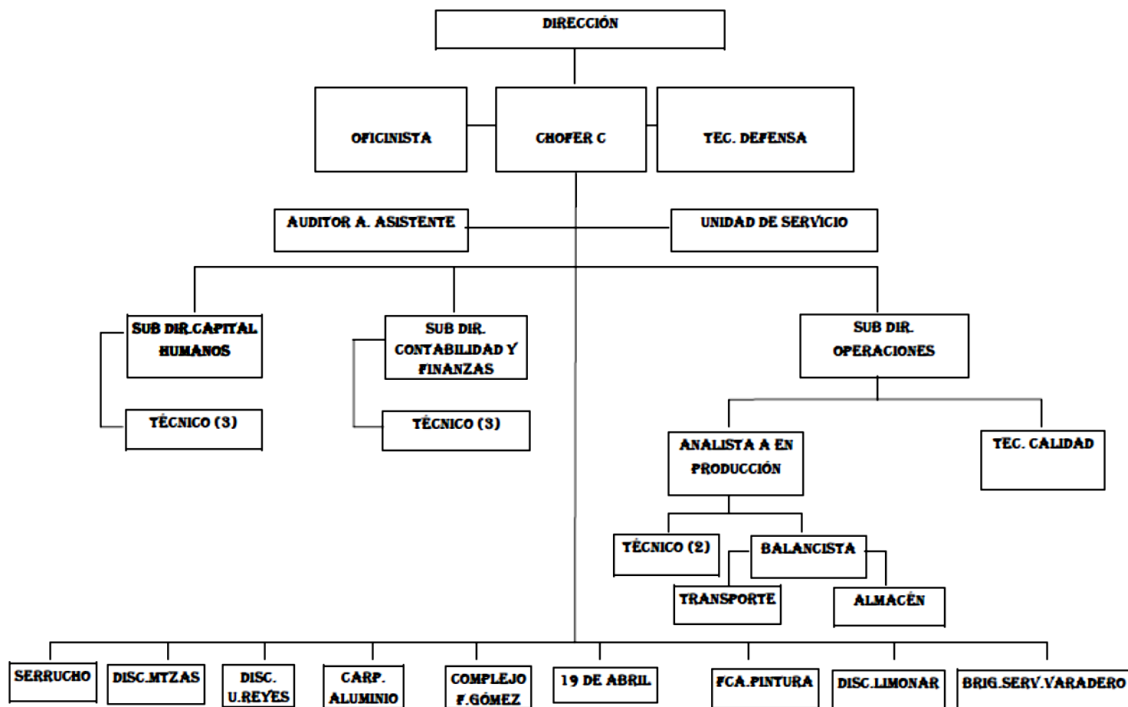 DIRECCIÓN
OFICINISTA
CHOFER C
TEC. DEFENSA
AUDITOR A. ASISTENTE
UNIDAD DE SERVICIO
SUB DIR.CAPITAL
HUMANOS
SUB DIR.
CONTABILIDAD Y
FINANZAS
SUB DIR.
OPERACIONES
TÉCNICO (3)
TÉCNICO (3)
ANALISTA A EN
PRODUCCIÓN
TEC. CALIDAD
TÉCNICO (2)
BALANCISTA
TRANSPORTE
ALMACÉN
SERRUCHO
DISC.MTZAS
DISC.
U.REYES
CARP.
ALUMINIO
COMPLEJO
F.GÓMEZ
19 DE ABRIL
FCA.PINTURA
DISC.LIMONAR
BRIG.SERV.VARADERO